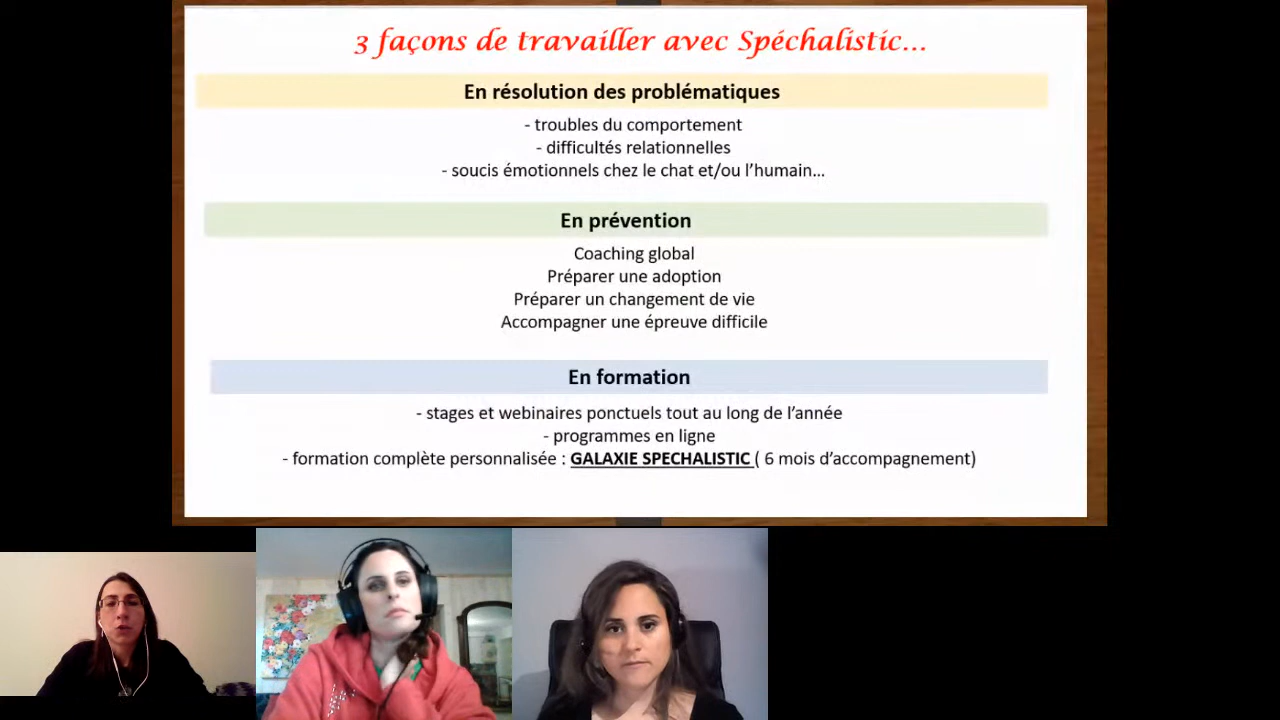 3 façons de travailler avec Spéchalistic...
En résolution des problématiques
- troubles du comportement
- difficultés relationnelles
- soucis émotionnels chez le chat et/ou l'humain...
En prévention
Coaching global
Préparer une adoption
Préparer un changement de vie
Accompagner une épreuve difficile
En formation
- stages et webinaires ponctuels tout au long de l'année
- programmes en ligne
- formation complète personnalisée : GALAXIE SPECHALISTIC ( 6 mois d'accompagnement)